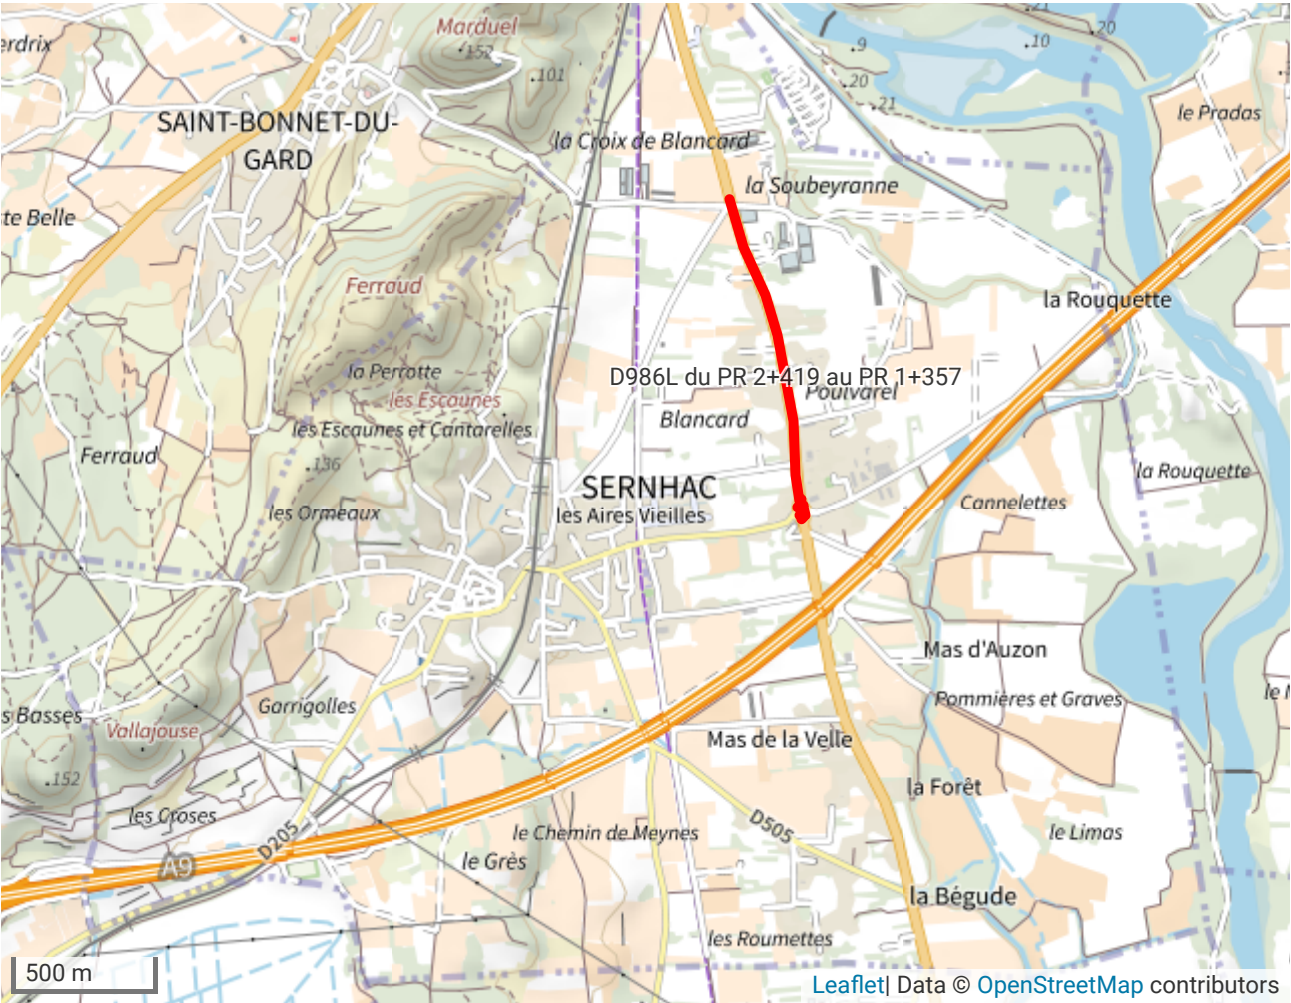 Marduel
152
101
erdrix
.9
.10
21
20
.20
21
le Pradas
SAINT-BONNET-DU-
GARD
la Croix de Blancard
la Soubeyranne
te Belle
Ferraud
la Rouquette
la Perrotte
D986L du PR 2+419 au PR 1+357
Poulvarel
les Escaunes
Blancard
les Escaunes et Cantarelles
Ferraud
.136
la Rouquette
SERNHAC
les Aires Vieilles
Cannelettes
les Ormeaux
Mas d'Auzon
Pommières et Graves
le M
Garrigolles
s Basses
Vallajouse
Mas de la Velle
.152
la Forêt
les Croses
D205
D505
le Chemin de Meynes
le Limas
A9
le Grès
la Bégude
les Roumettes
500 m
Leaflet| Data © OpenStreetMap contributors